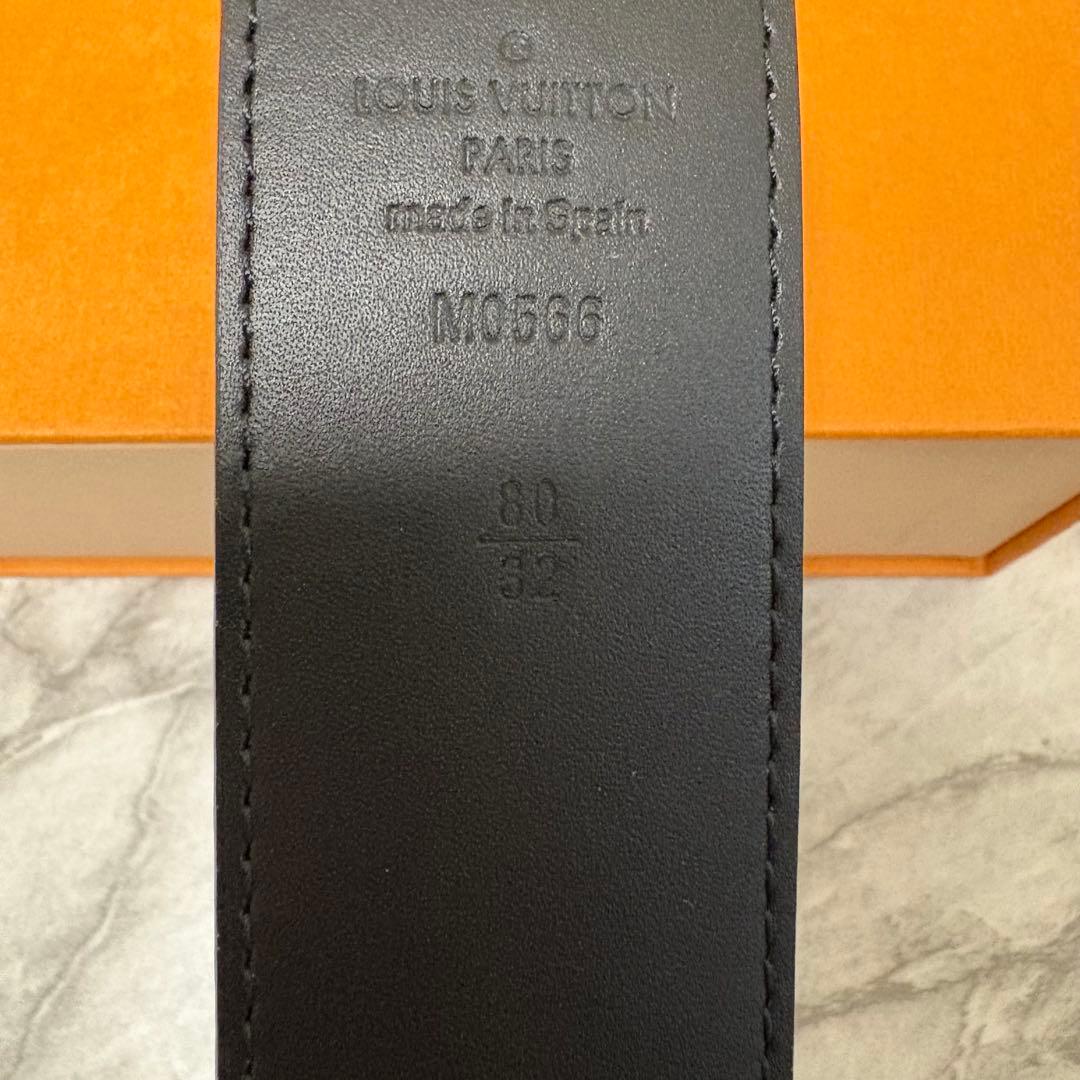 ©
LOUIS VUITTON
PARIS
made in Spain
M0566
80
32